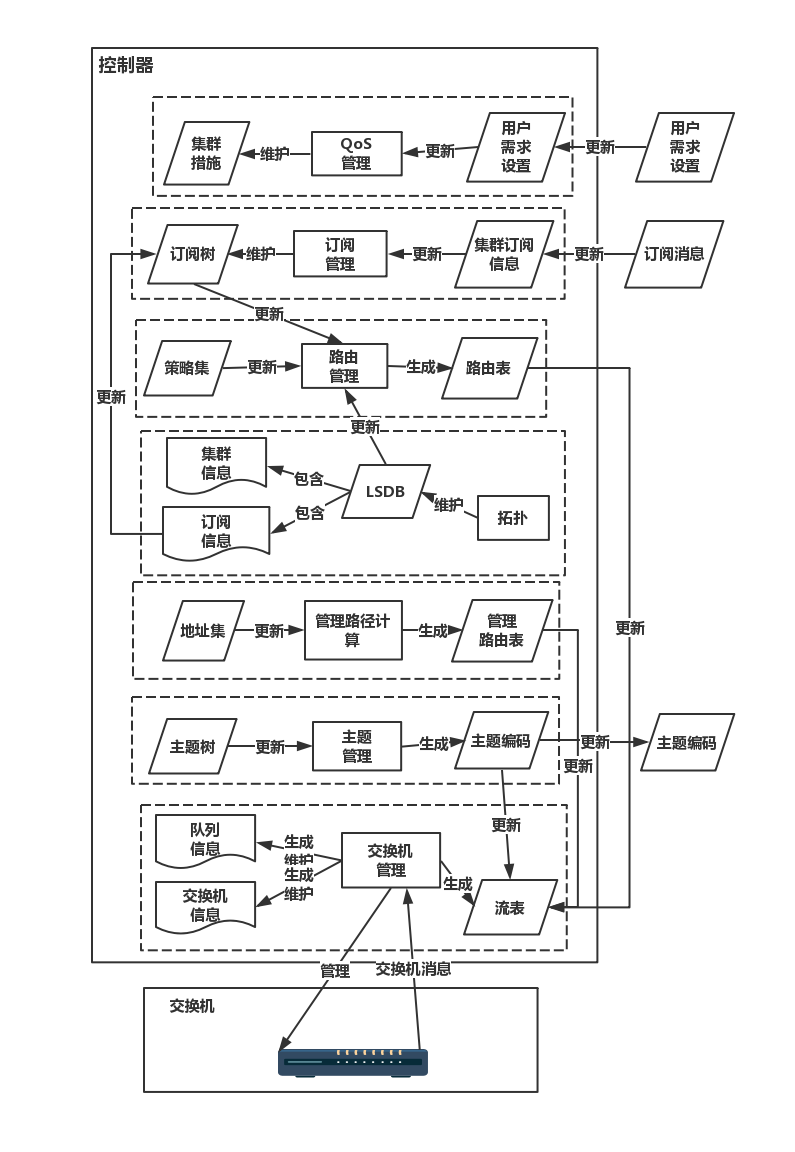 控制器
集群
措施
维护
QoS
管理
更新
用户
需求
设置
更新
用户
需求
设置
订阅树
维护
订阅
管理
更新
集群订阅
信息
更新
订阅消息
更新
策略集
更新
路由
管理
生成
路由表
更新
更新
集群
信息
包含
LSDB
维护
拓扑
包含
订阅
信息
地址集
更新
管理路径计
算
生成
管理
路由表
更新
主题树
更新
主题
管理
生成
主题编码
更新
主题编码
更新
更新
队列
信息
生成
维护
交换机
管理
生成
维护
生成
交换机
信息
流表
管理
交换机消息
交换机